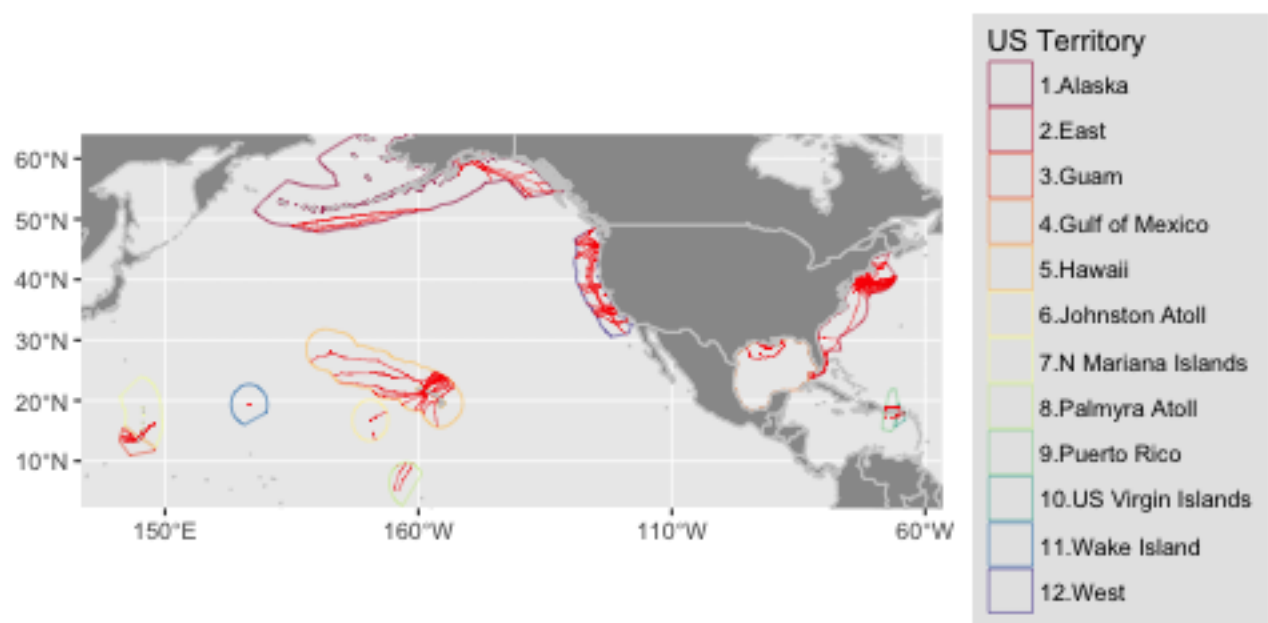 US Territory
1.Alaska
2.East
3.Guam
4.Gulf of Mexico
5.Hawaii
6.Johnston Atoll
7.N Mariana Islands
8.Palmyra Atoll
9.Puerto Rico
10.US Virgin Islands
11.Wake Island
12.West
60°N
50°N
40°N
30°N
20°N
10°N
150°E
160°W
110°W
60°W